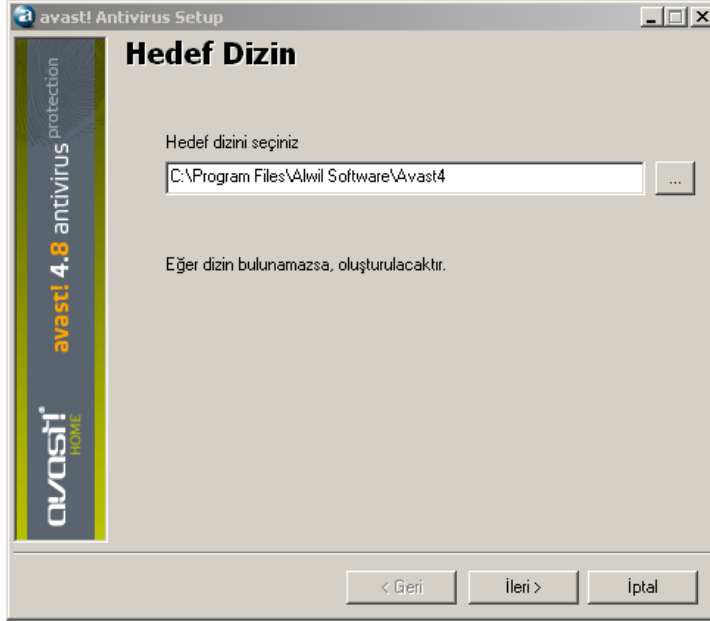 avast! Antivirus Setup
Hedef Dizin
Hedef dizini seçiniz
C:\Program Files\Alwil Software\Avast4
...
Eğer dizin bulunamazsa, oluşturulacaktır.
avast! 4.8 antivirus protection
avast!
HOME
< Geri
İleri >
İptal